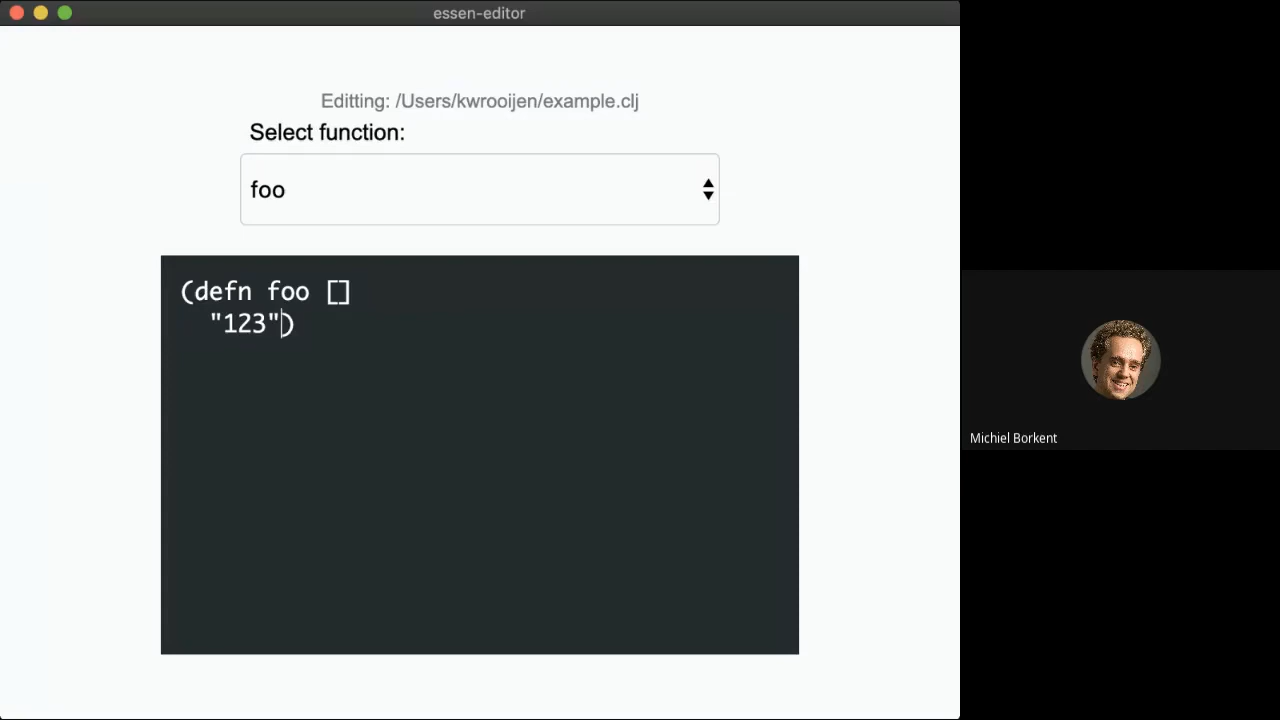 essen-editor
Editting: /Users/kwrooijen/example.clj
Select function:
foo
(defn foo []
"123")
Michiel Borkent